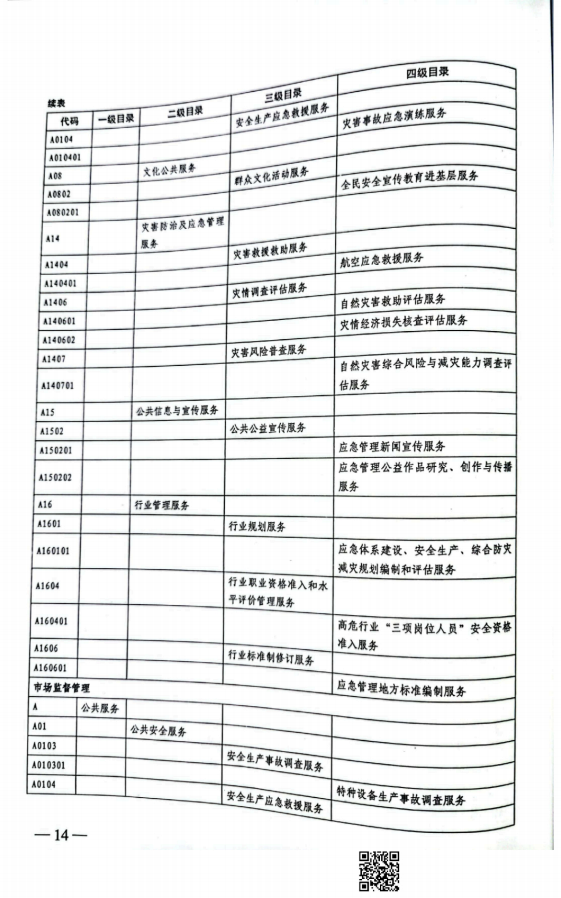 续表
代码 一级目录 二级目录 三级目录 四级目录
A0104 安全生产应急救援服务
A010401 灾害事故应急演练服务
A08 文化公共服务
A0802 群众文化活动服务
A080201 全民安全宣传教育进基层服务
A14 灾害防治及应急管理
服务
A1404 灾害救援救助服务
A140401 航空应急救援服务
A1406 灾情调查评估服务
A140601 自然灾害救助评估服务
A140602 灾情经济损失核查评估服务
A1407 灾害风险普查服务
A140701 自然灾害综合风险与减灾能力调查评
估服务
A15 公共信息与宣传服务
A1502 公共公益宣传服务
A150201 应急管理新闻宣传服务
A150202 应急管理公益作品研究、创作与传播
服务
A16 行业管理服务
A1601 行业规划服务
A160101 应急体系建设、安全生产、综合防灾
减灾规划编制和评估服务
A1604 行业职业资格准入和水
平评价管理服务
A160401 高危行业“三项岗位人员”安全资格
准入服务
A1606 行业标准制修订服务
A160601 应急管理地方标准编制服务
市场监督管理
A 公共服务
A01 公共安全服务
A0103 安全生产事故调查服务
A010301 特种设备生产事故调查服务
A0104 安全生产应急救援服务
— 14 —